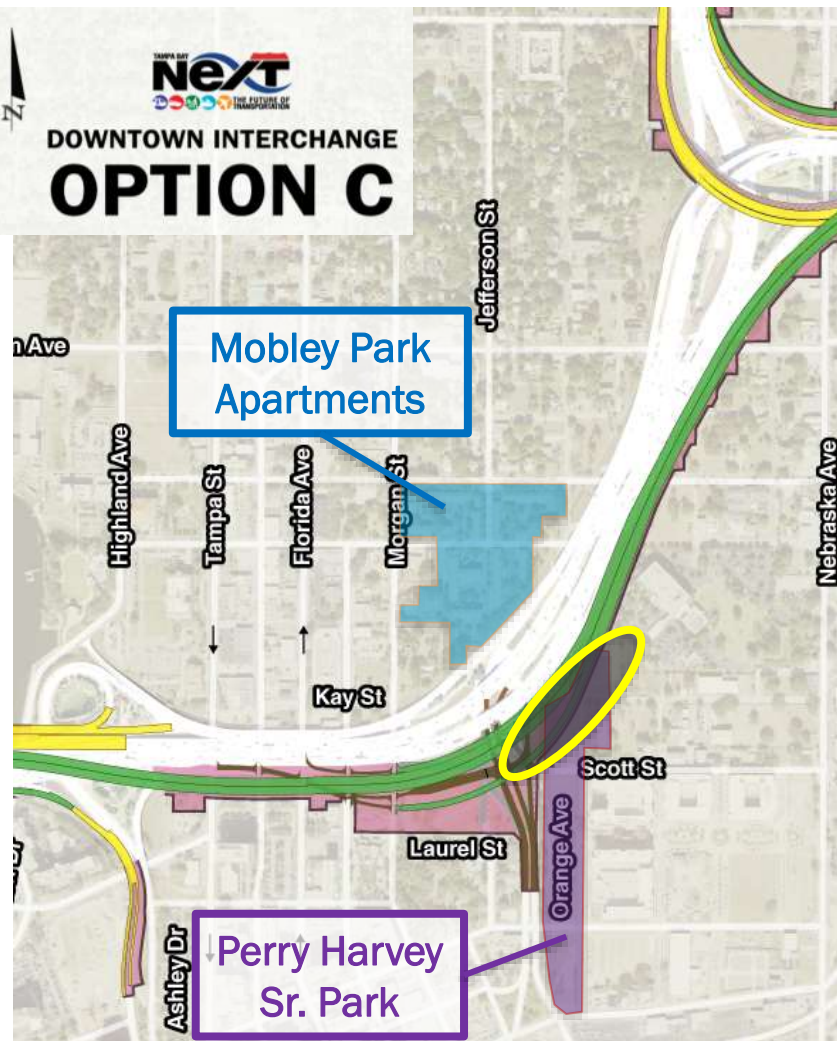 TAMPA BAY
NexT
THE FUTURE OF
TRANSPORTATION
N
DOWNTOWN INTERCHANGE
OPTION C
Jefferson St
Mobley Park
Apartments
Ave
Highland Ave
Tampa St
Florida Ave
Morgan St
Nebraska Ave
Kay St
Scott St
Laurel St
Orange Ave
Ashley Dr
Perry Harvey
Sr. Park